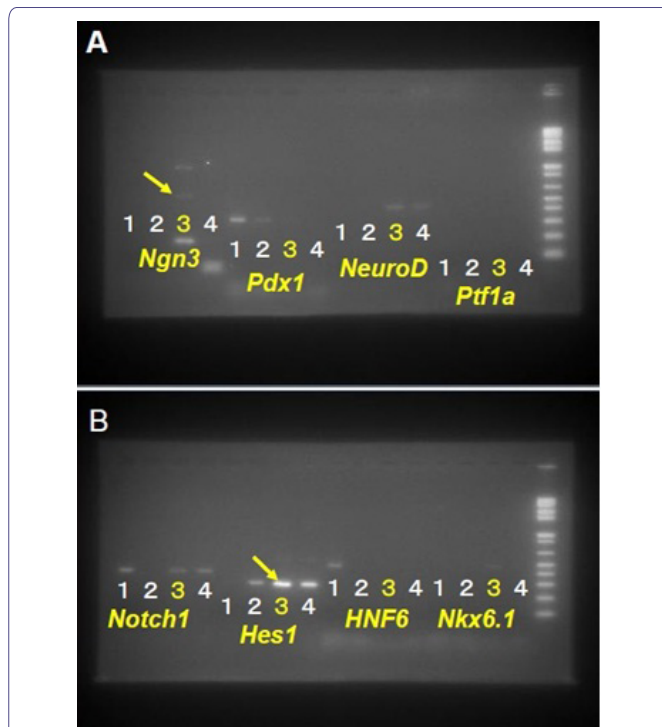 A
1 2 3 4
Ngn3
1 2 3 4
Pdx1
1 2 3 4
NeuroD
1 2 3 4
Ptf1a
B
1 2 3 4
Notch1
1 2 3 4
Hes1
1 2 3 4
HNF6
1 2 3 4
Nkx6.1